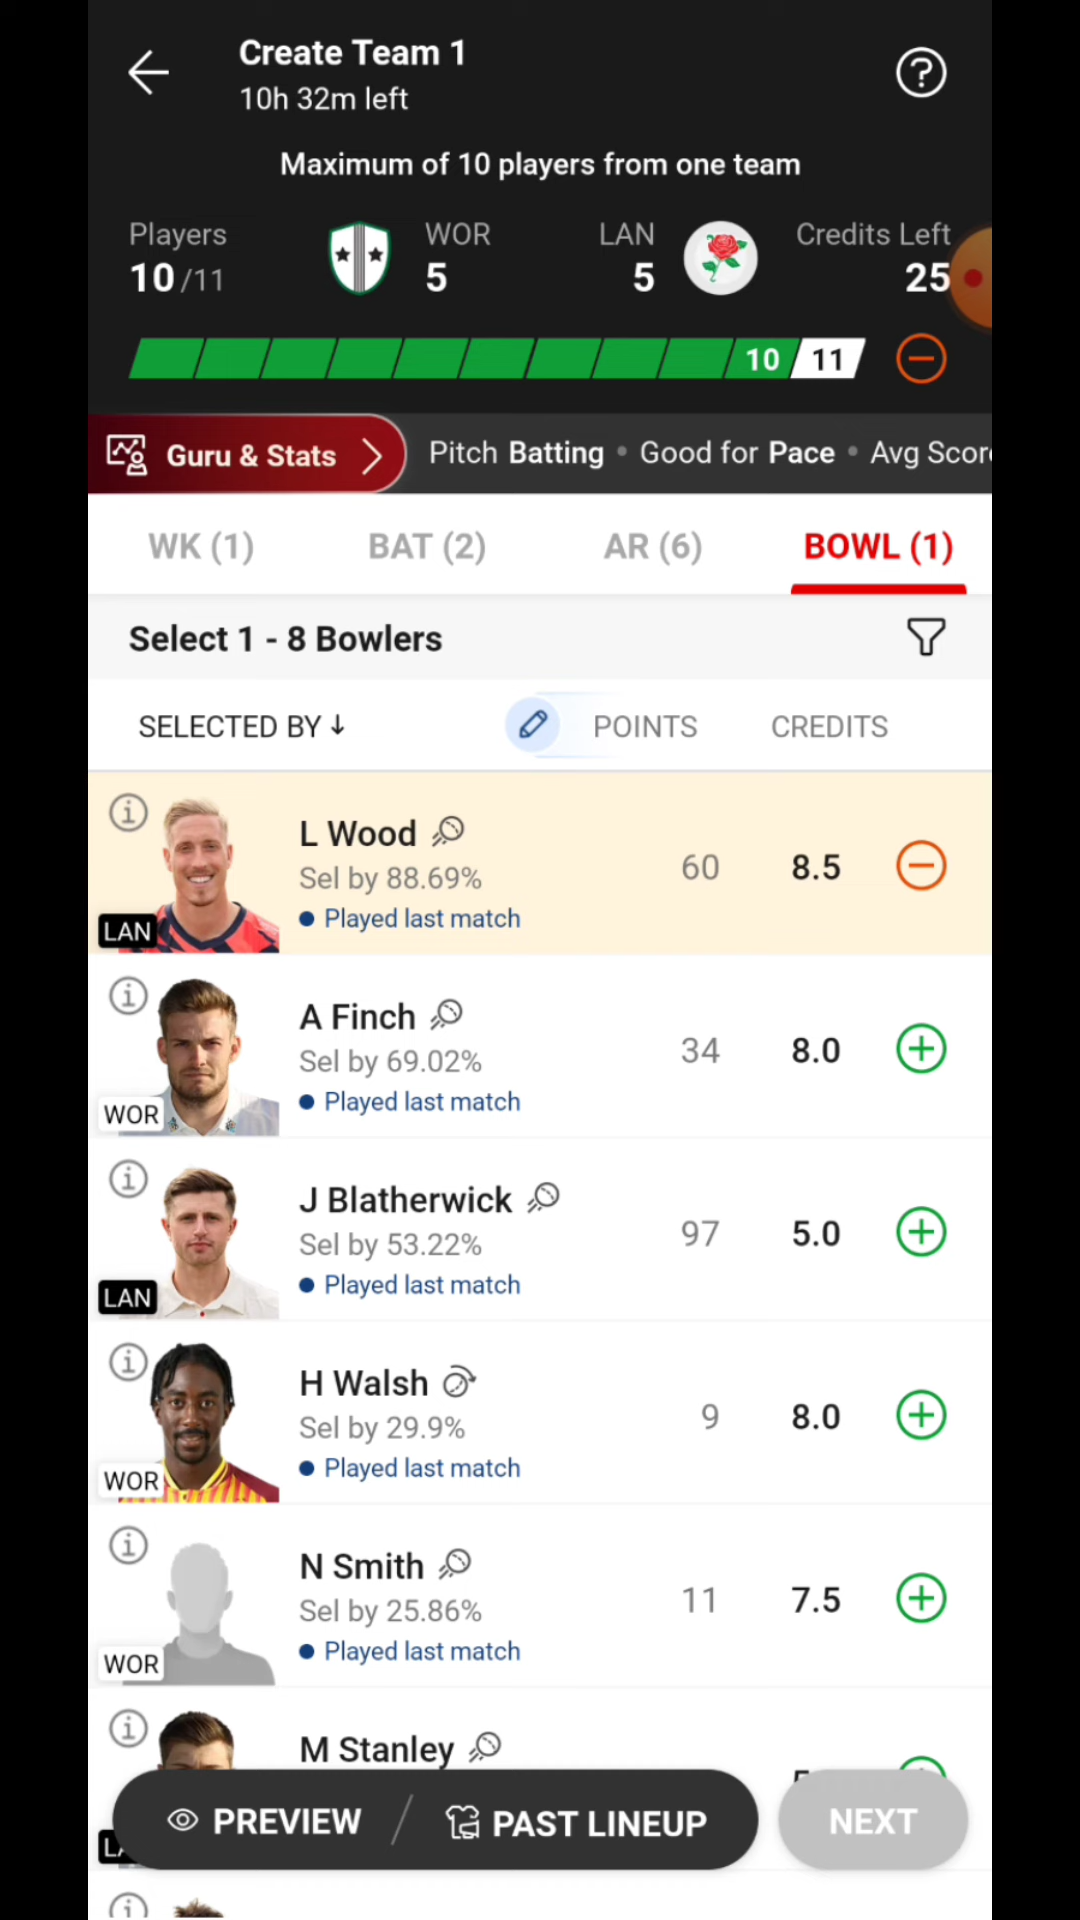 Create Team 1
10h 32m left
Maximum of 10 players from one team
Players WOR LAN Credits Left
10 /11 5 5 25
10 11
Guru & Stats Pitch Batting • Good for Pace • Avg Scor
WK (1) BAT (2) AR (6) BOWL (1)
Select 1 - 8 Bowlers
SELECTED BY ↓ POINTS CREDITS
L Wood
Sel by 88.69% 60 8.5
• Played last match
LAN
A Finch
Sel by 69.02% 34 8.0
• Played last match
WOR
J Blatherwick
Sel by 53.22% 97 5.0
• Played last match
LAN
H Walsh
Sel by 29.9% 9 8.0
• Played last match
WOR
N Smith
Sel by 25.86% 11 7.5
• Played last match
WOR
M Stanley
PREVIEW / PAST LINEUP NEXT